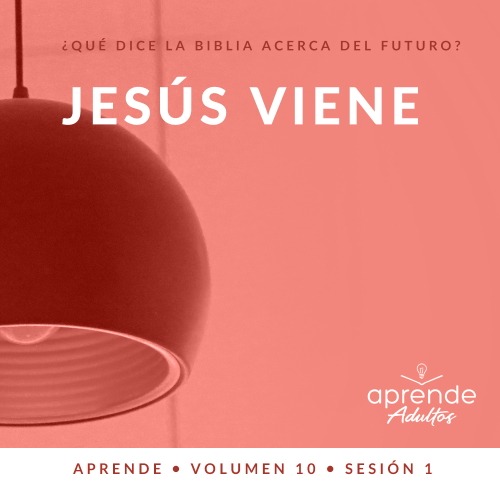 ¿QUÉ DICE LA BIBLIA ACERCA DEL FUTURO?
JESÚS VIENE
aprende
Adultos
APRENDE • VOLUMEN 10 • SESIÓN 1